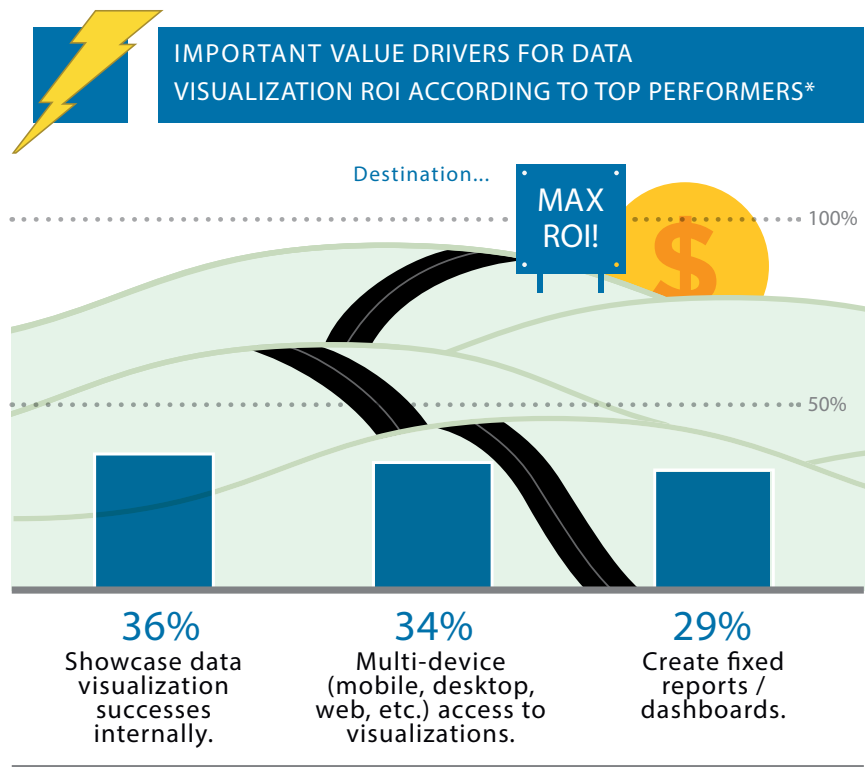 IMPORTANT VALUE DRIVERS FOR DATA
VISUALIZATION ROI ACCORDING TO TOP PERFORMERS*
Destination...
MAX
ROI!
$
100%
50%
36%
Showcase data
visualization
successes
internally.
34%
Multi-device
(mobile, desktop,
web, etc.) access to
visualizations.
29%
Create fixed
reports /
dashboards.